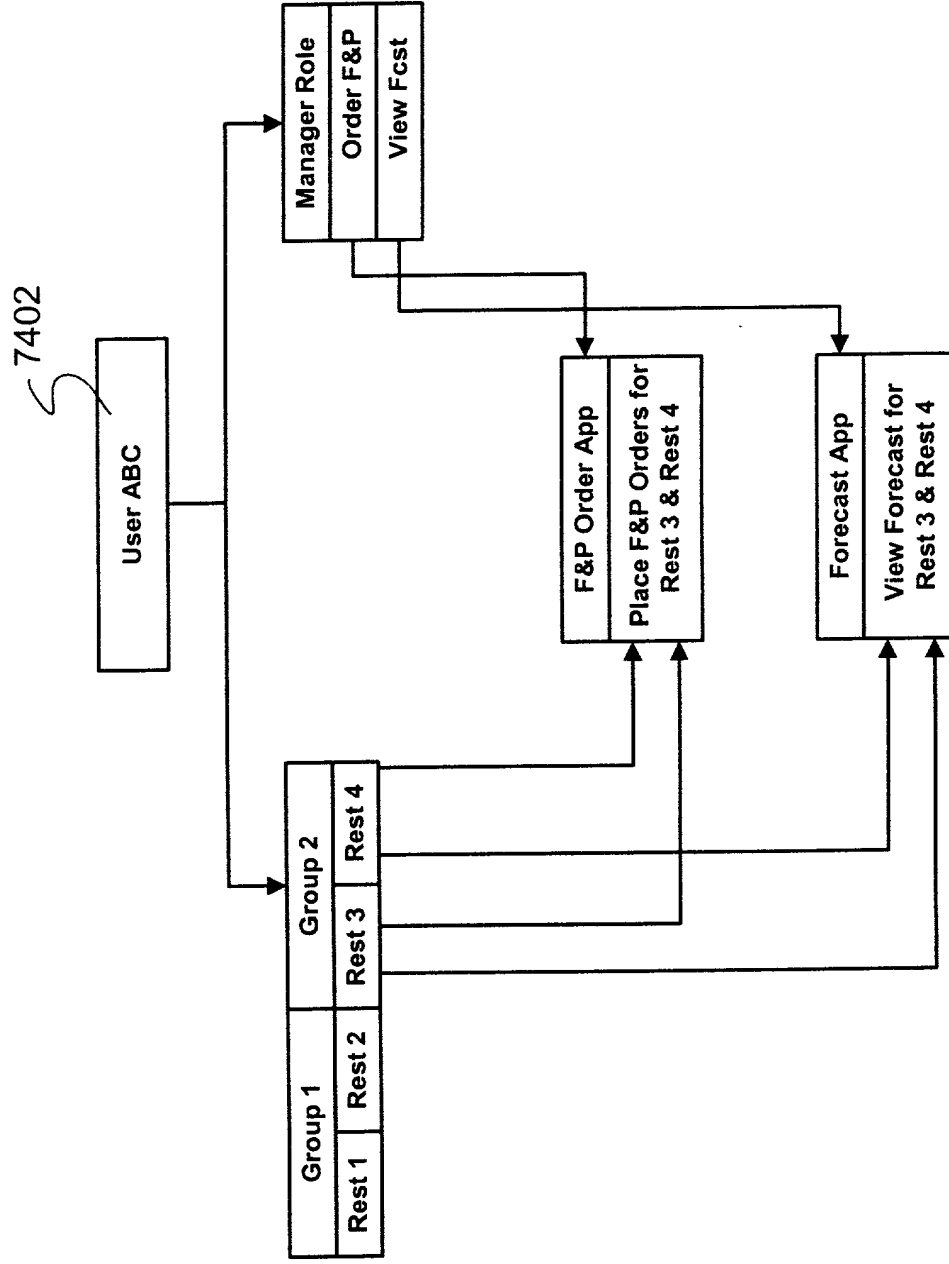 7402
User ABC
Group 1
Group 2
Rest 1
Rest 2
Rest 3
Rest 4
Manager Role
Order F&P
View Fcst
F&P Order App
Place F&P Orders for
Rest 3 & Rest 4
Forecast App
View Forecast for
Rest 3 & Rest 4